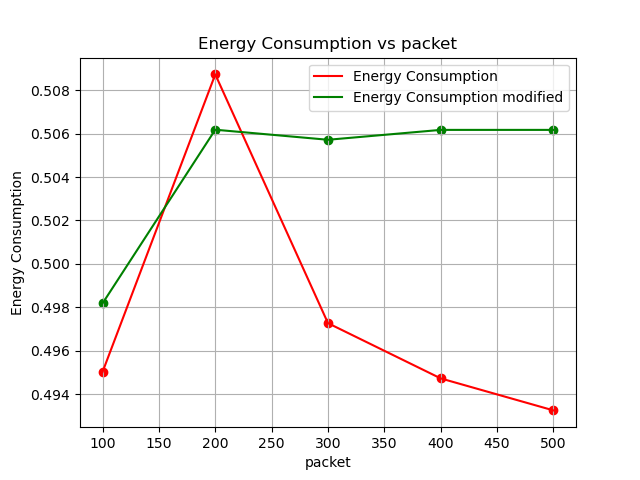 Energy Consumption vs packet
Energy Consumption
Energy Consumption modified
0.508
0.506
0.504
0.502
0.500
0.498
0.496
0.494
Energy Consumption
100 150 200 250 300 350 400 450 500
packet